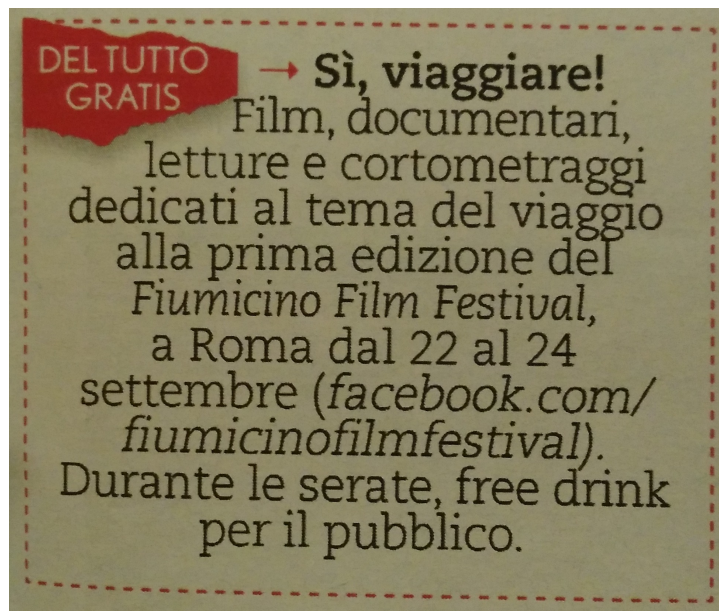 DEL TUTTO
GRATIS
→ Sì, viaggiare!
Film, documentari,
letture e cortometraggi
dedicati al tema del viaggio
alla prima edizione del
Fiumicino Film Festival,
a Roma dal 22 al 24
settembre (facebook.com/
fiumicinofilmfestival).
Durante le serate, free drink
per il pubblico.